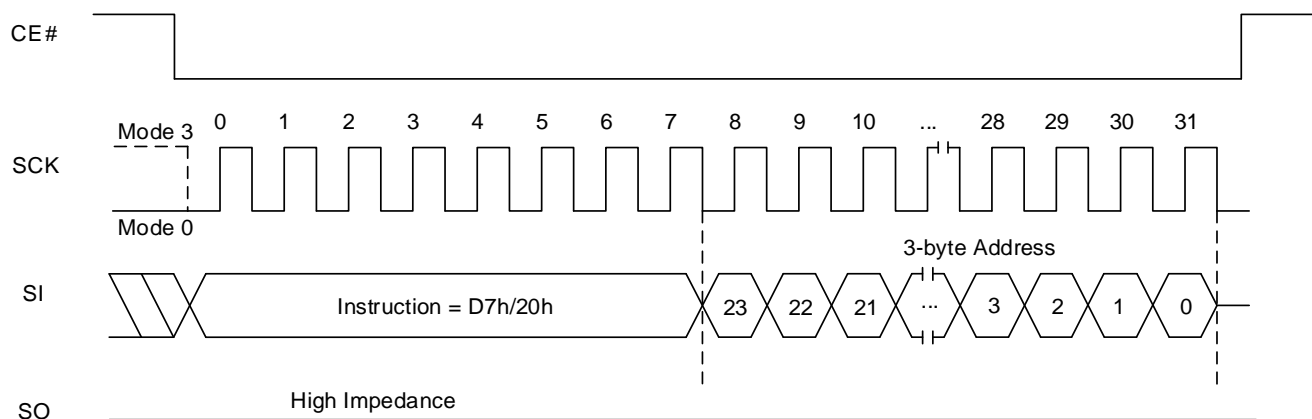 CE#
0 1 2 3 4 5 6 7 8 9 10 ... 28 29 30 31
Mode 3
SCK
Mode 0
3-byte Address
SI
Instruction = D7h/20h 23 22 21 ... 3 2 1 0
High Impedance
SO